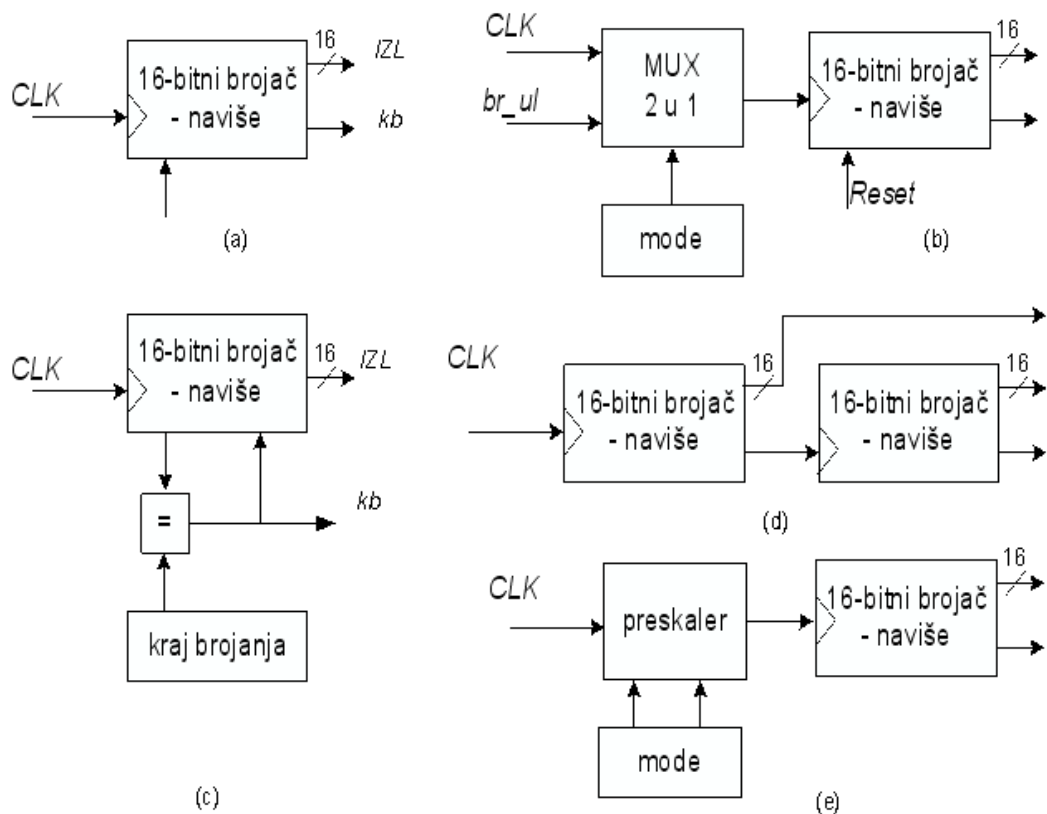 CLK
16-bitni brojač
- naviše
16
IZL
kb
(a)
CLK
br_ul
MUX
2 u 1
mode
16-bitni brojač
- naviše
16
Reset
(b)
CLK
16-bitni brojač
- naviše
16
IZL
=
kb
kraj brojanja
(c)
CLK
16-bitni brojač
- naviše
16
16-bitni brojač
- naviše
16
(d)
CLK
preskaler
mode
16-bitni brojač
- naviše
16
(e)